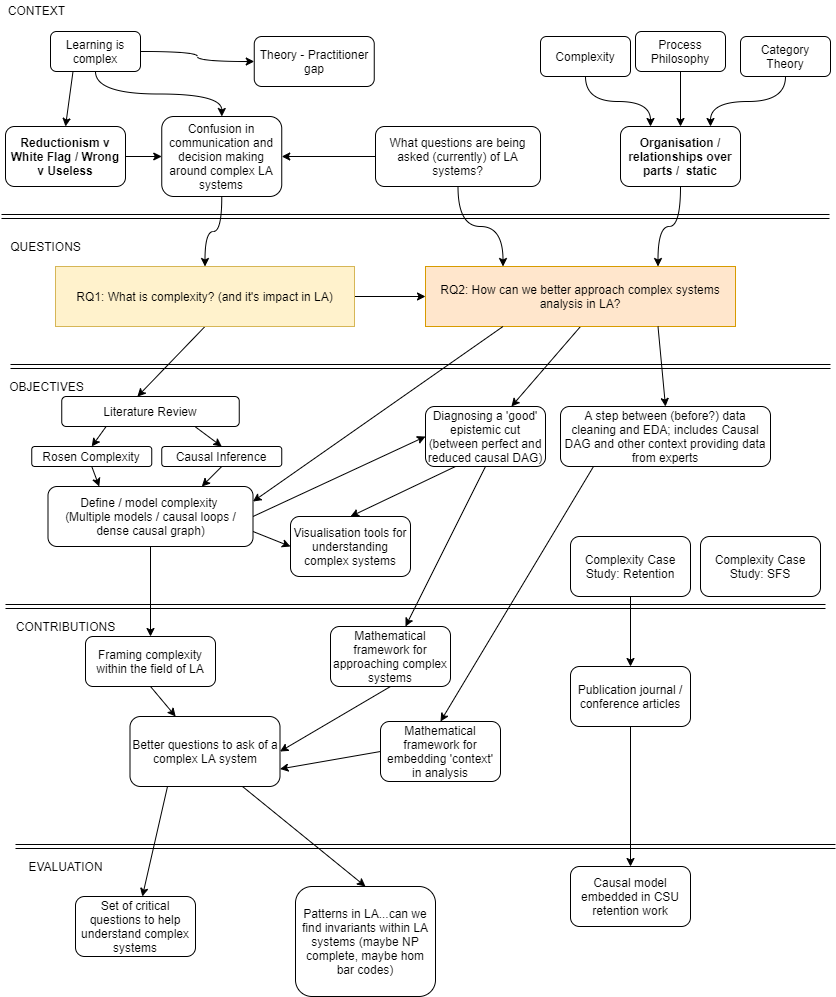 CONTEXT
Learning is
complex
Theory - Practitioner
gap
Complexity
Process
Philosophy
Category
Theory
Reductionism v
White Flag / Wrong
v Useless
Confusion in
communication and
decision making
around complex LA
systems
What questions are being
asked (currently) of LA
systems?
Organisation /
relationships over
parts / static
QUESTIONS
RQ1: What is complexity? (and it's impact in LA)
RQ2: How can we better approach complex systems
analysis in LA?
OBJECTIVES
Literature Review
Rosen Complexity
Causal Inference
Define / model complexity
(Multiple models / causal loops /
dense causal graph)
Diagnosing a 'good'
epistemic cut
(between perfect and
reduced causal DAG)
A step between (before?) data
cleaning and EDA; includes Causal
DAG and other context providing data
from experts
Visualisation tools for
understanding
complex systems
Complexity Case
Study: Retention
Complexity Case
Study: SFS
CONTRIBUTIONS
Framing complexity
within the field of LA
Mathematical
framework for
approaching complex
systems
Publication journal /
conference articles
Better questions to ask of a
complex LA system
Mathematical
framework for
embedding 'context'
in analysis
EVALUATION
Set of critical
questions to help
understand complex
systems
Patterns in LA...can we
find invariants within LA
systems (maybe NP
complete, maybe hom
bar codes)
Causal model
embedded in CSU
retention work